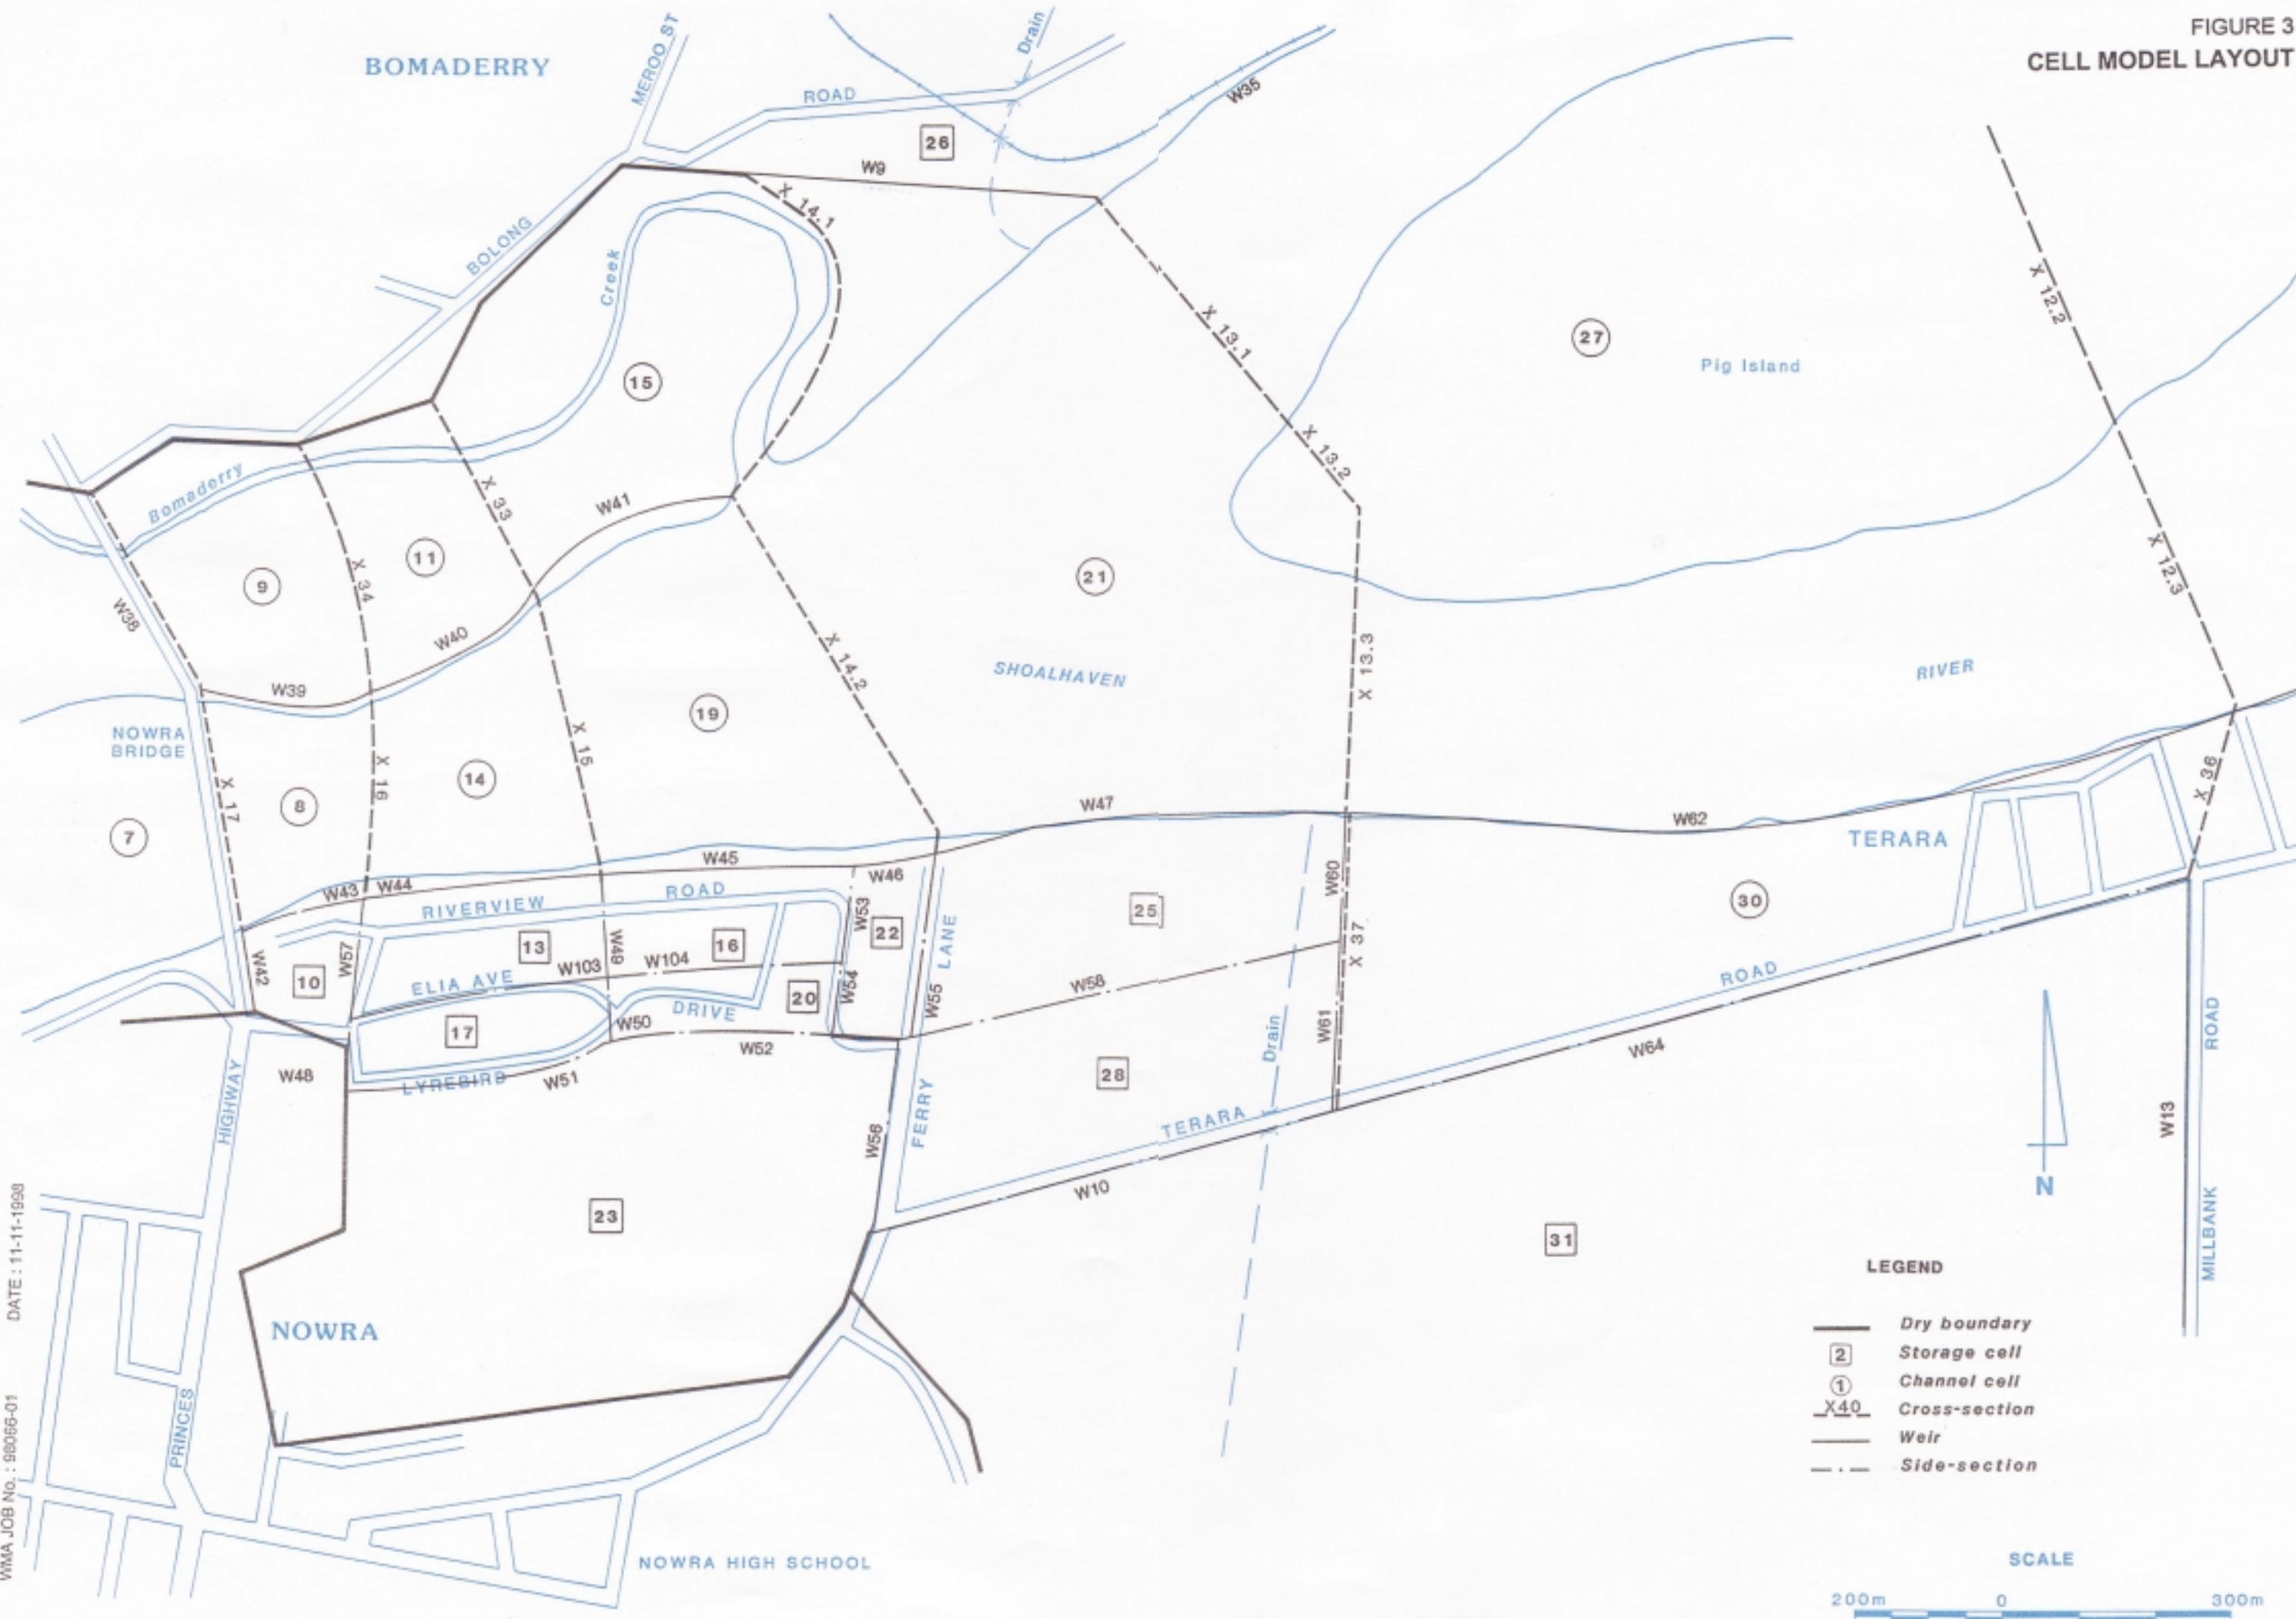 FIGURE 3
CELL MODEL LAYOUT
BOMADERRY
MEROO ST
Drain
ROAD
W35
26
W9
X 14.1
BOLONG
Creek
X 12.2
X 13.1
27
Pig Island
15
X 13.2
Bomaderry
X 33
W41
11
X 34
9
21
X 12.3
W38
W40
X 14.2
X 13.3
SHOALHAVEN
RIVER
W39
19
NOWRA
BRIDGE
X 15
X 16
14
X 17
8
7
X 36
W47
W62
TERARA
W45
W46
W43
W44
W60
RIVERVIEW
ROAD
W53
25
30
22
LANE
13
W49
16
X 37
W57
W42
W103
W104
10
ELIA AVE
20
W54
W55
W58
ROAD
DRIVE
W50
17
W61
Drain
ROAD
W52
W64
W48
LYREBIRD
W51
28
HIGHWAY
FERRY
TERARA
W56
W13
N
W10
23
31
MILLBANK
LEGEND
Dry boundary
2
Storage cell
1
Channel cell
X40
Cross-section
Weir
Side-section
NOWRA
PRINCES
NOWRA HIGH SCHOOL
SCALE
200m 0 300m
WMA JOB No. : 98066-01
DATE : 11-11-1998